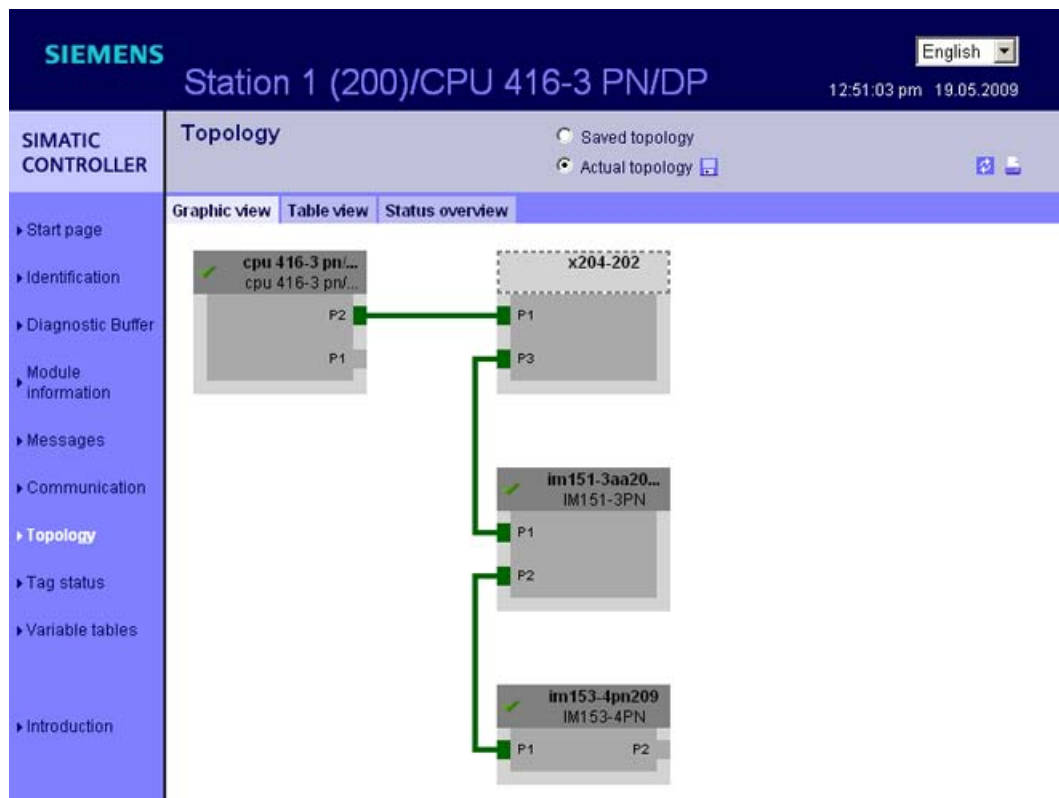 SIEMENS
English
Station 1 (200)/CPU 416-3 PN/DP
12:51:03 pm 19.05.2009
SIMATIC
CONTROLLER
Topology
Saved topology
Actual topology
Graphic view Table view Status overview
Start page
Identification
Diagnostic Buffer
Module
information
Messages
Communication
Topology
Tag status
Variable tables
Introduction
cpu 416-3 pn/...
cpu 416-3 pn/...
P2
P1
x204-202
P1
P3
im151-3aa20...
IM151-3PN
P1
P2
im153-4pn209
IM153-4PN
P1 P2